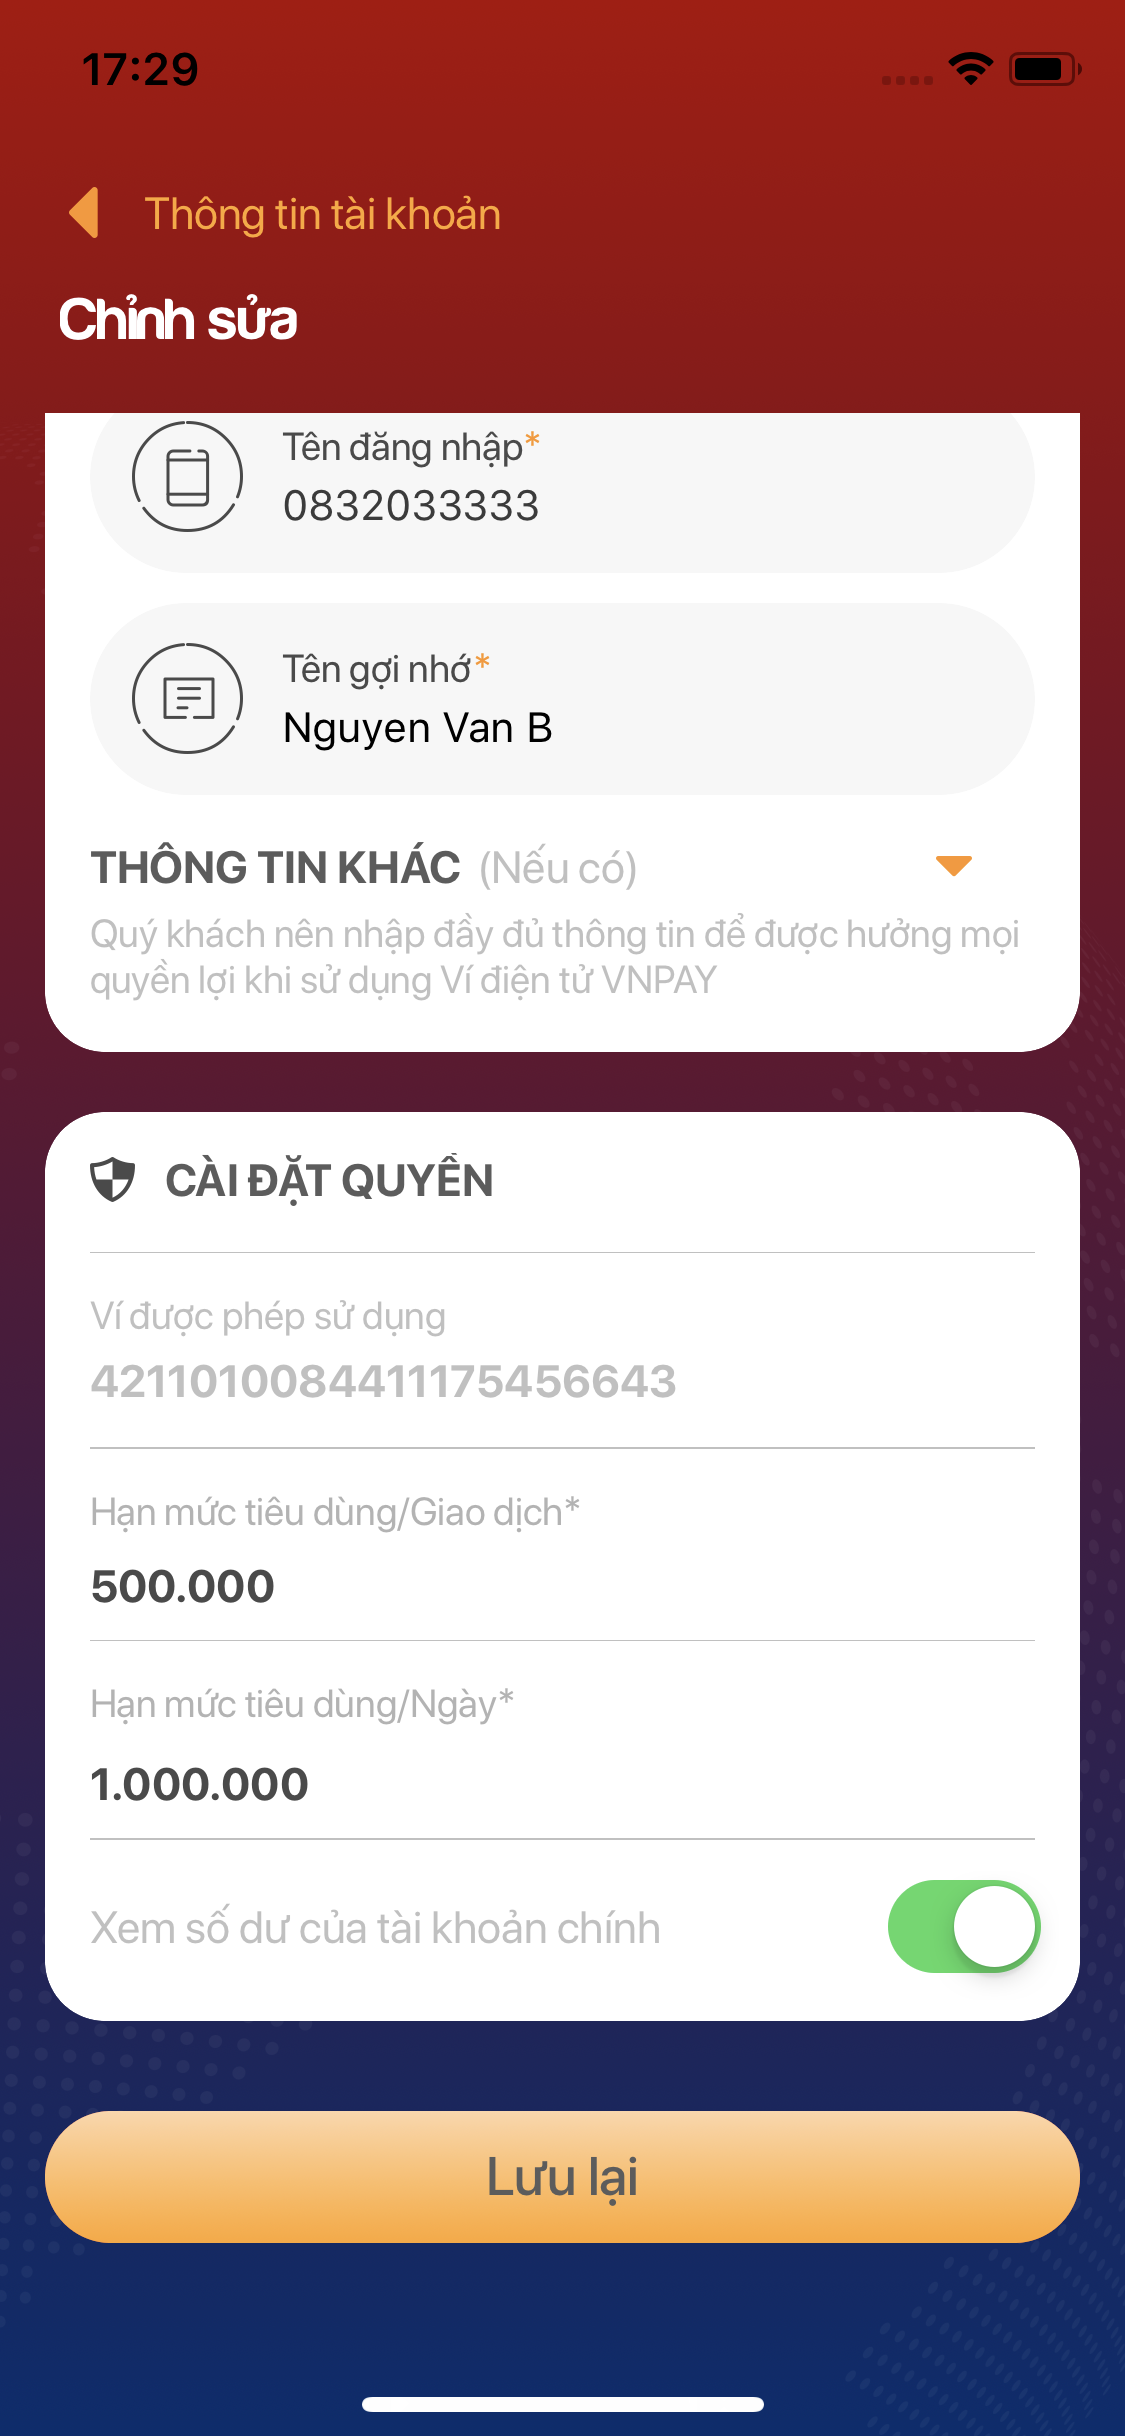 17:29
Thông tin tài khoản
Chỉnh sửa
Tên đăng nhập*
0832033333
Tên gợi nhớ*
Nguyen Van B
THÔNG TIN KHÁC (Nếu có)
Quý khách nên nhập đầy đủ thông tin để được hưởng mọi
quyền lợi khi sử dụng Ví điện tử VNPAY
CÀI ĐẶT QUYỀN
Ví được phép sử dụng
421101008441117545​6643
Hạn mức tiêu dùng/Giao dịch*
500.000
Hạn mức tiêu dùng/Ngày*
1.000.000
Xem số dư của tài khoản chính
Lưu lại